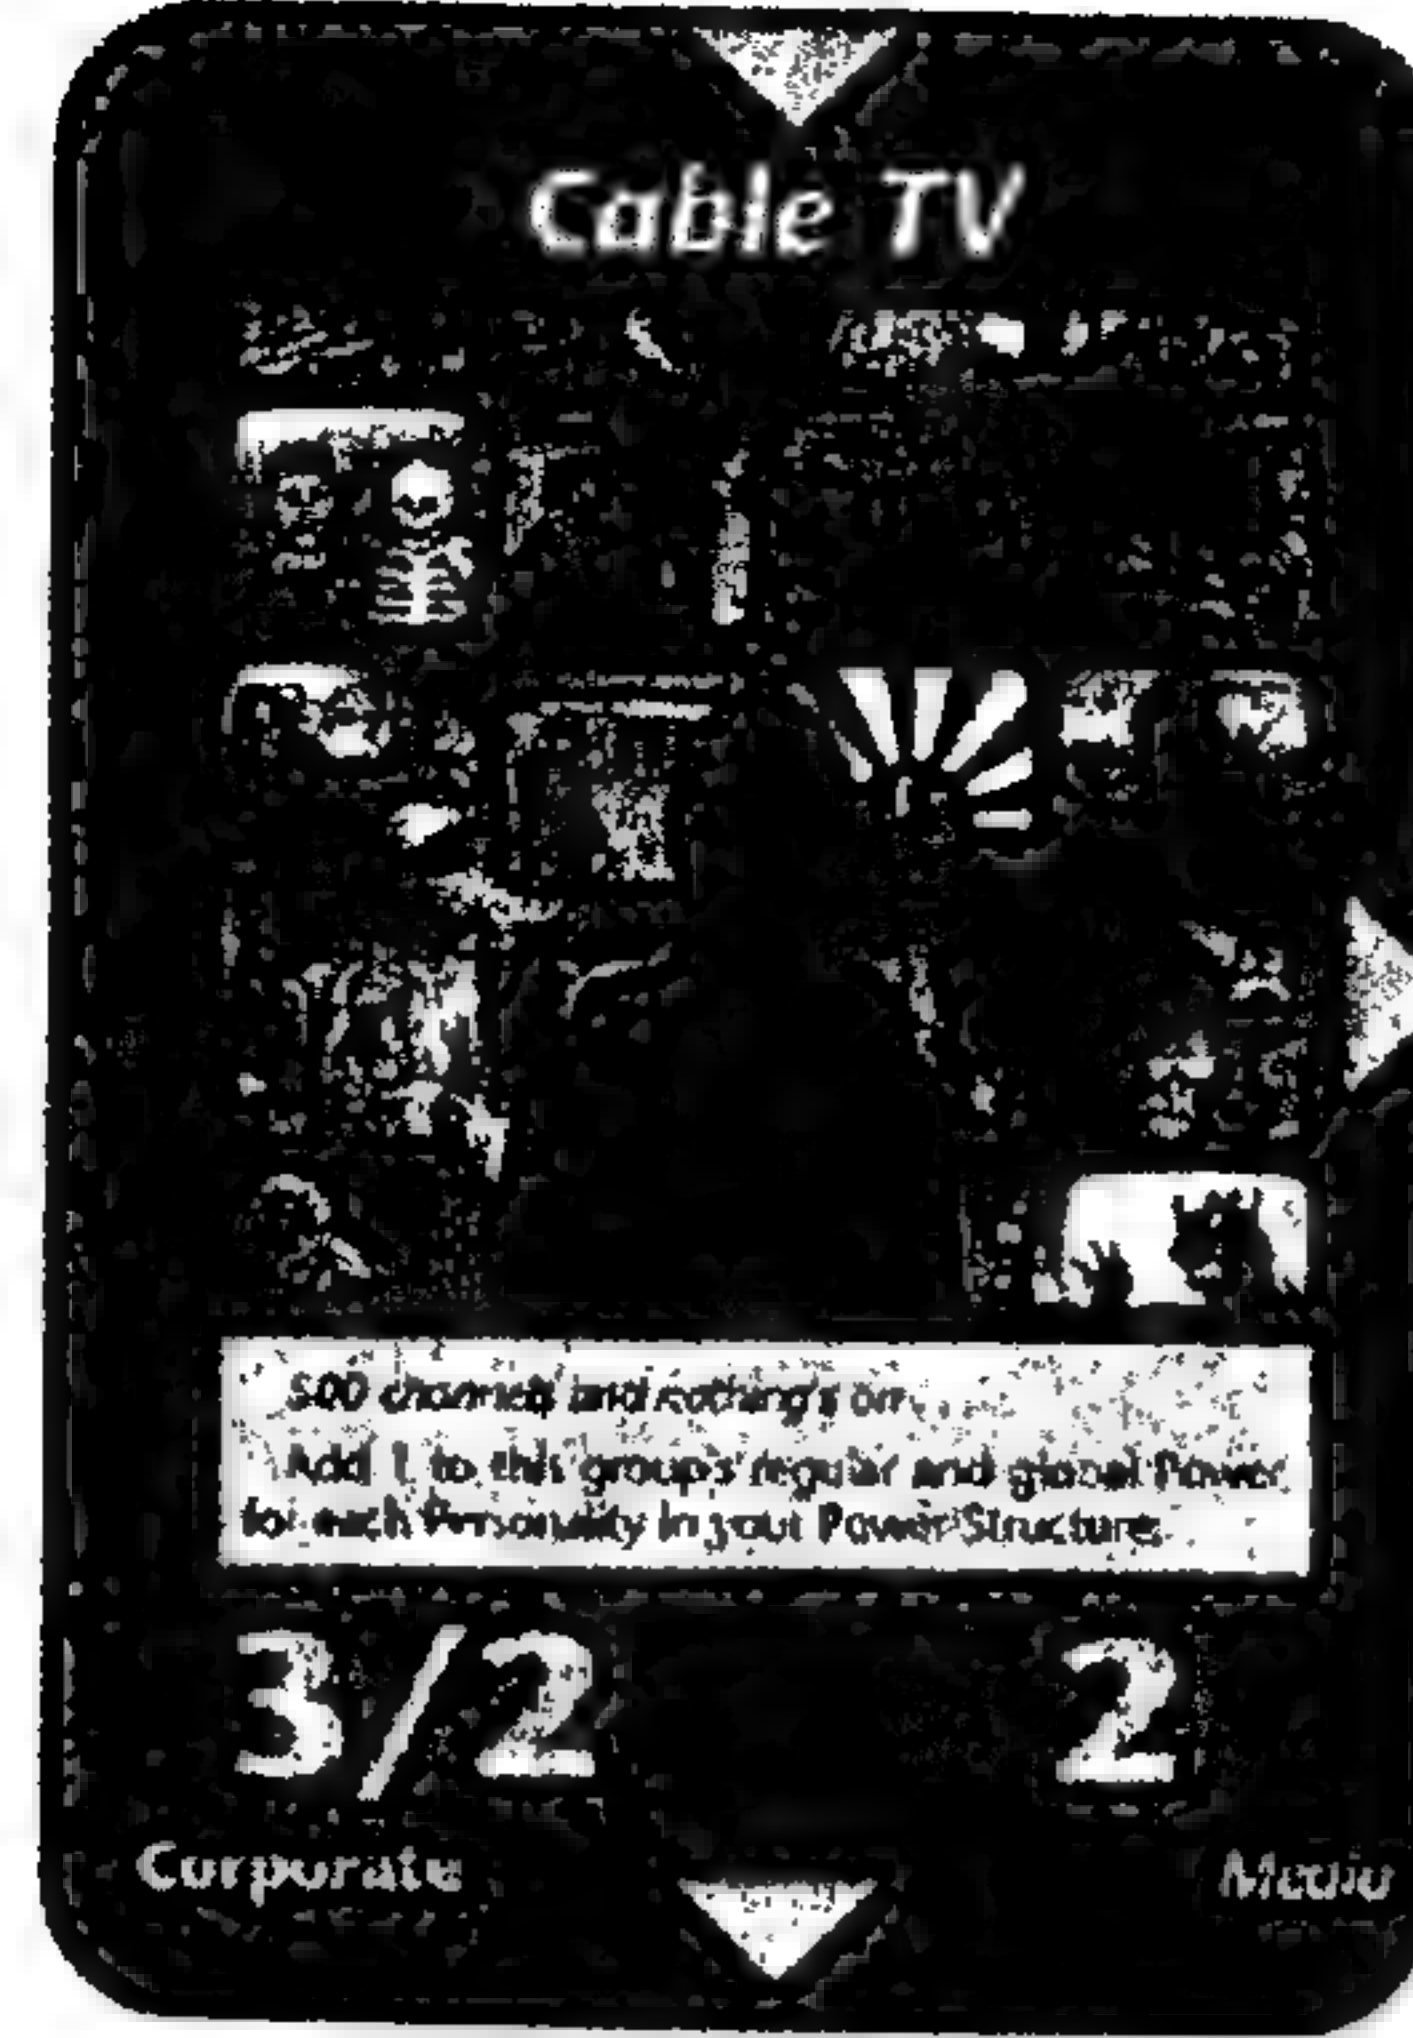 Cable TV
500 channels and nothing's on.
Add 1 to this group's regular and global Power
for each Personality in your Power Structure.
3/2
2
Corporate
Media